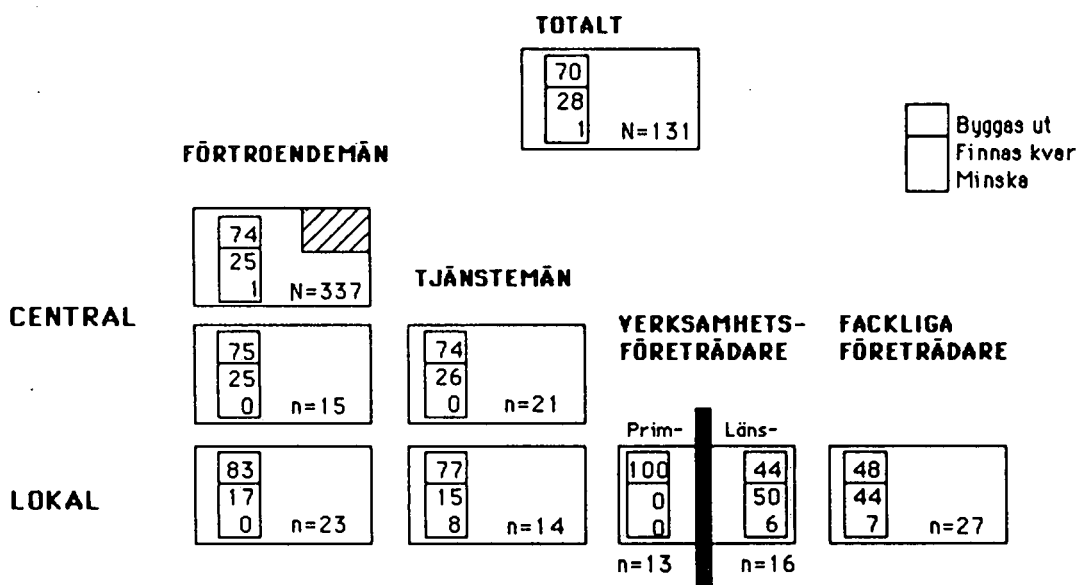 TOTALT
70
28
1 N=131
Byggas ut
Finnas kvar
Minska
FÖRTROENDEMÄN
74
25
1 N=337
TJÄNSTEMÄN
CENTRAL
VERKSAMHETS-
FÖRETRÄDARE
FACKLIGA
FÖRETRÄDARE
75
25
0 n=15
74
26
0 n=21
Prim- Läns-
LOKAL
83
17
0 n=23
77
15
8 n=14
100
0
0
n=13
44
50
6
n=16
48
44
7 n=27